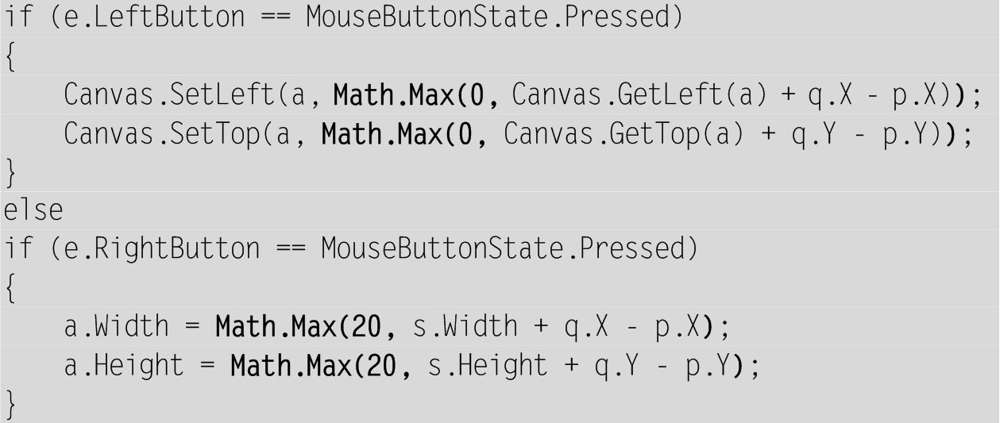 if (e.LeftButton == MouseButtonState.Pressed)
{
    Canvas.SetLeft(a, Math.Max(0, Canvas.GetLeft(a) + q.X - p.X));
    Canvas.SetTop(a, Math.Max(0, Canvas.GetTop(a) + q.Y - p.Y));
}
else
if (e.RightButton == MouseButtonState.Pressed)
{
    a.Width = Math.Max(20, s.Width + q.X - p.X);
    a.Height = Math.Max(20, s.Height + q.Y - p.Y);
}